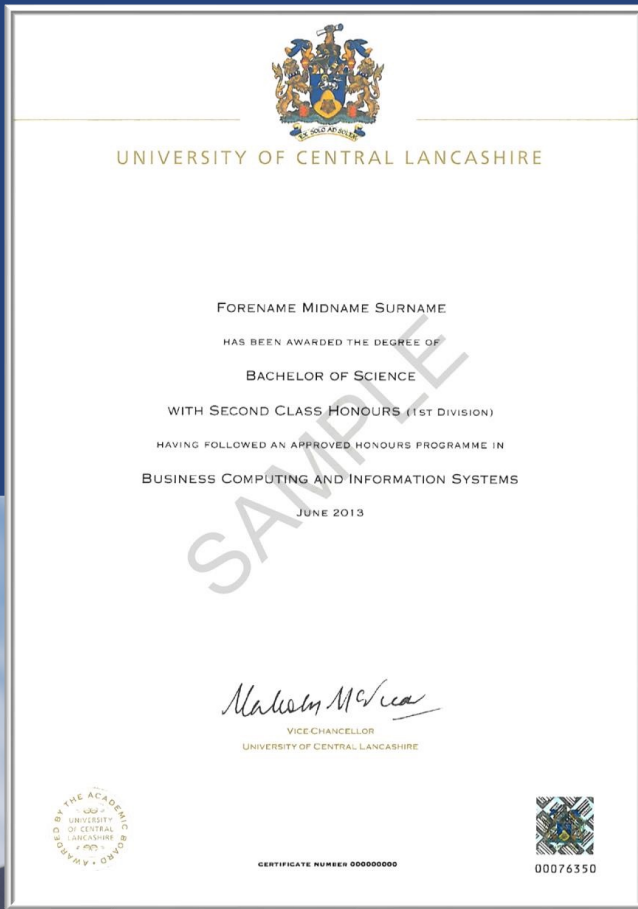 EX SOLO AD SOLEM
UNIVERSITY OF CENTRAL LANCASHIRE
FORENAME MIDNAME SURNAME
HAS BEEN AWARDED THE DEGREE OF
BACHELOR OF SCIENCE
WITH SECOND CLASS HONOURS (1ST DIVISION)
HAVING FOLLOWED AN APPROVED HONOURS PROGRAMME IN
BUSINESS COMPUTING AND INFORMATION SYSTEMS
JUNE 2013
SAMPLE
Malcolm McVicar
VICE-CHANCELLOR
UNIVERSITY OF CENTRAL LANCASHIRE
AWARDED BY THE ACADEMIC BOARD
UNIVERSITY
OF CENTRAL
LANCASHIRE
CERTIFICATE NUMBER 000000000
00076350